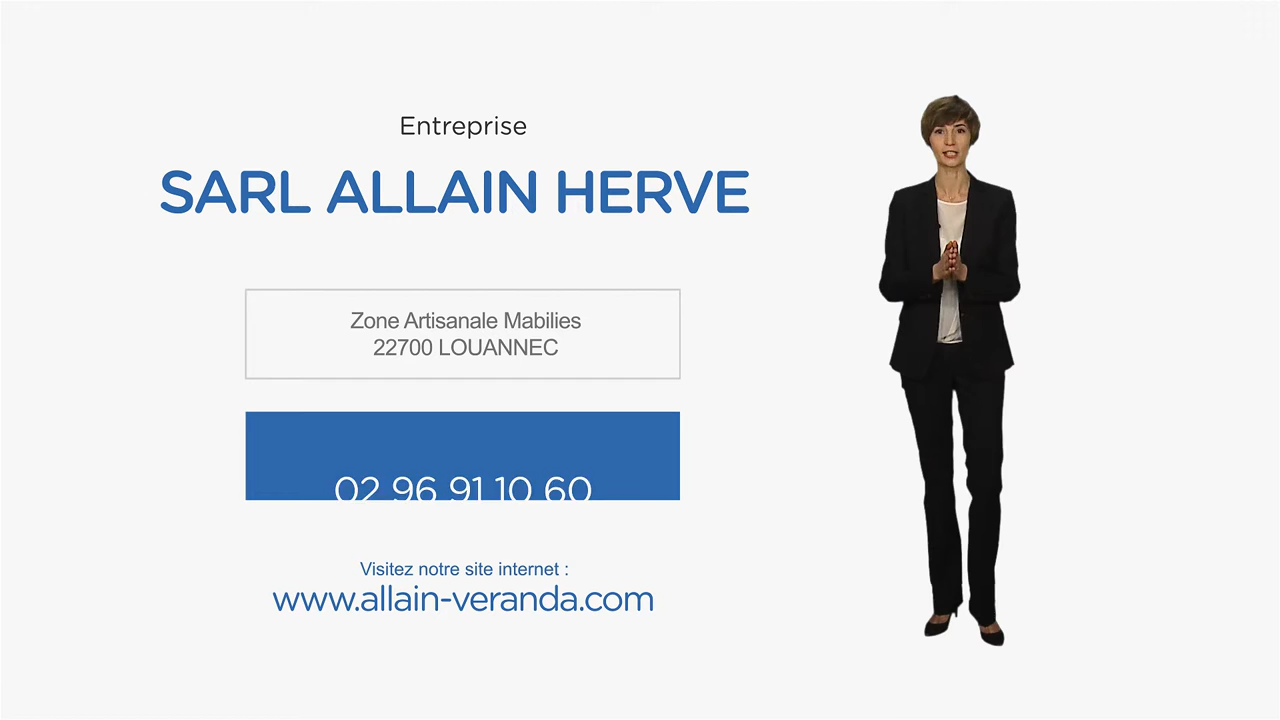 Entreprise
SARL ALLAIN HERVE
Zone Artisanale Mabilies
22700 LOUANNEC
02 96 91 10 60
Visitez notre site internet :
www.allain-veranda.com